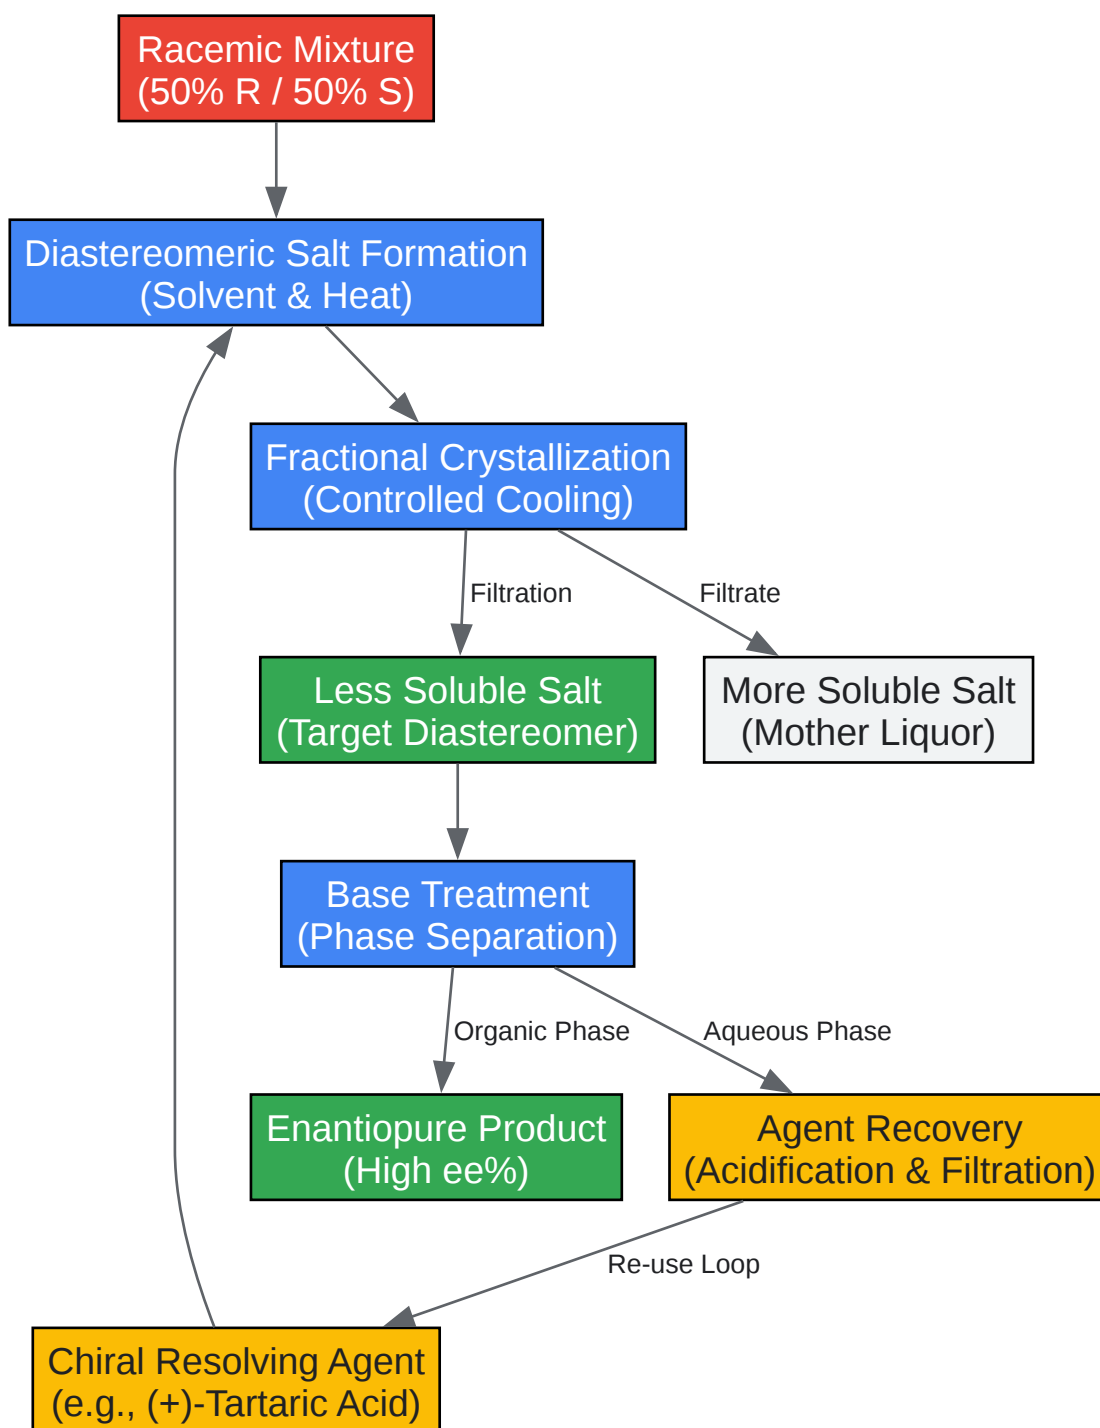 Racemic Mixture
(50% R / 50% S)
Diastereomeric Salt Formation
(Solvent & Heat)
Fractional Crystallization
(Controlled Cooling)
Filtration
Filtrate
Less Soluble Salt
(Target Diastereomer)
More Soluble Salt
(Mother Liquor)
Base Treatment
(Phase Separation)
Organic Phase
Aqueous Phase
Enantiopure Product
(High ee%)
Agent Recovery
(Acidification & Filtration)
Re-use Loop
Chiral Resolving Agent
(e.g., (+)-Tartaric Acid)